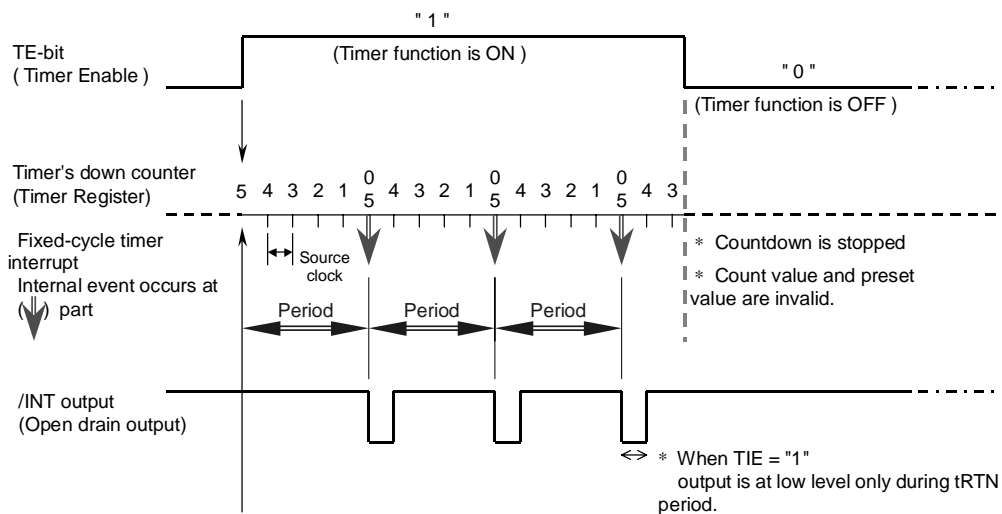 " 1 "
TE-bit
( Timer Enable )
(Timer function is ON )
" 0 "
(Timer function is OFF )
Timer's down counter
(Timer Register)
5 4 3 2 1 0 5 4 3 2 1 0 5 4 3 2 1 0 5 4 3
Fixed-cycle timer
interrupt
Internal event occurs at
( ) part
Source
clock
* Countdown is stopped
* Count value and preset
value are invalid.
Period Period Period
/INT output
(Open drain output)
* When TIE = "1"
output is at low level only during tRTN
period.